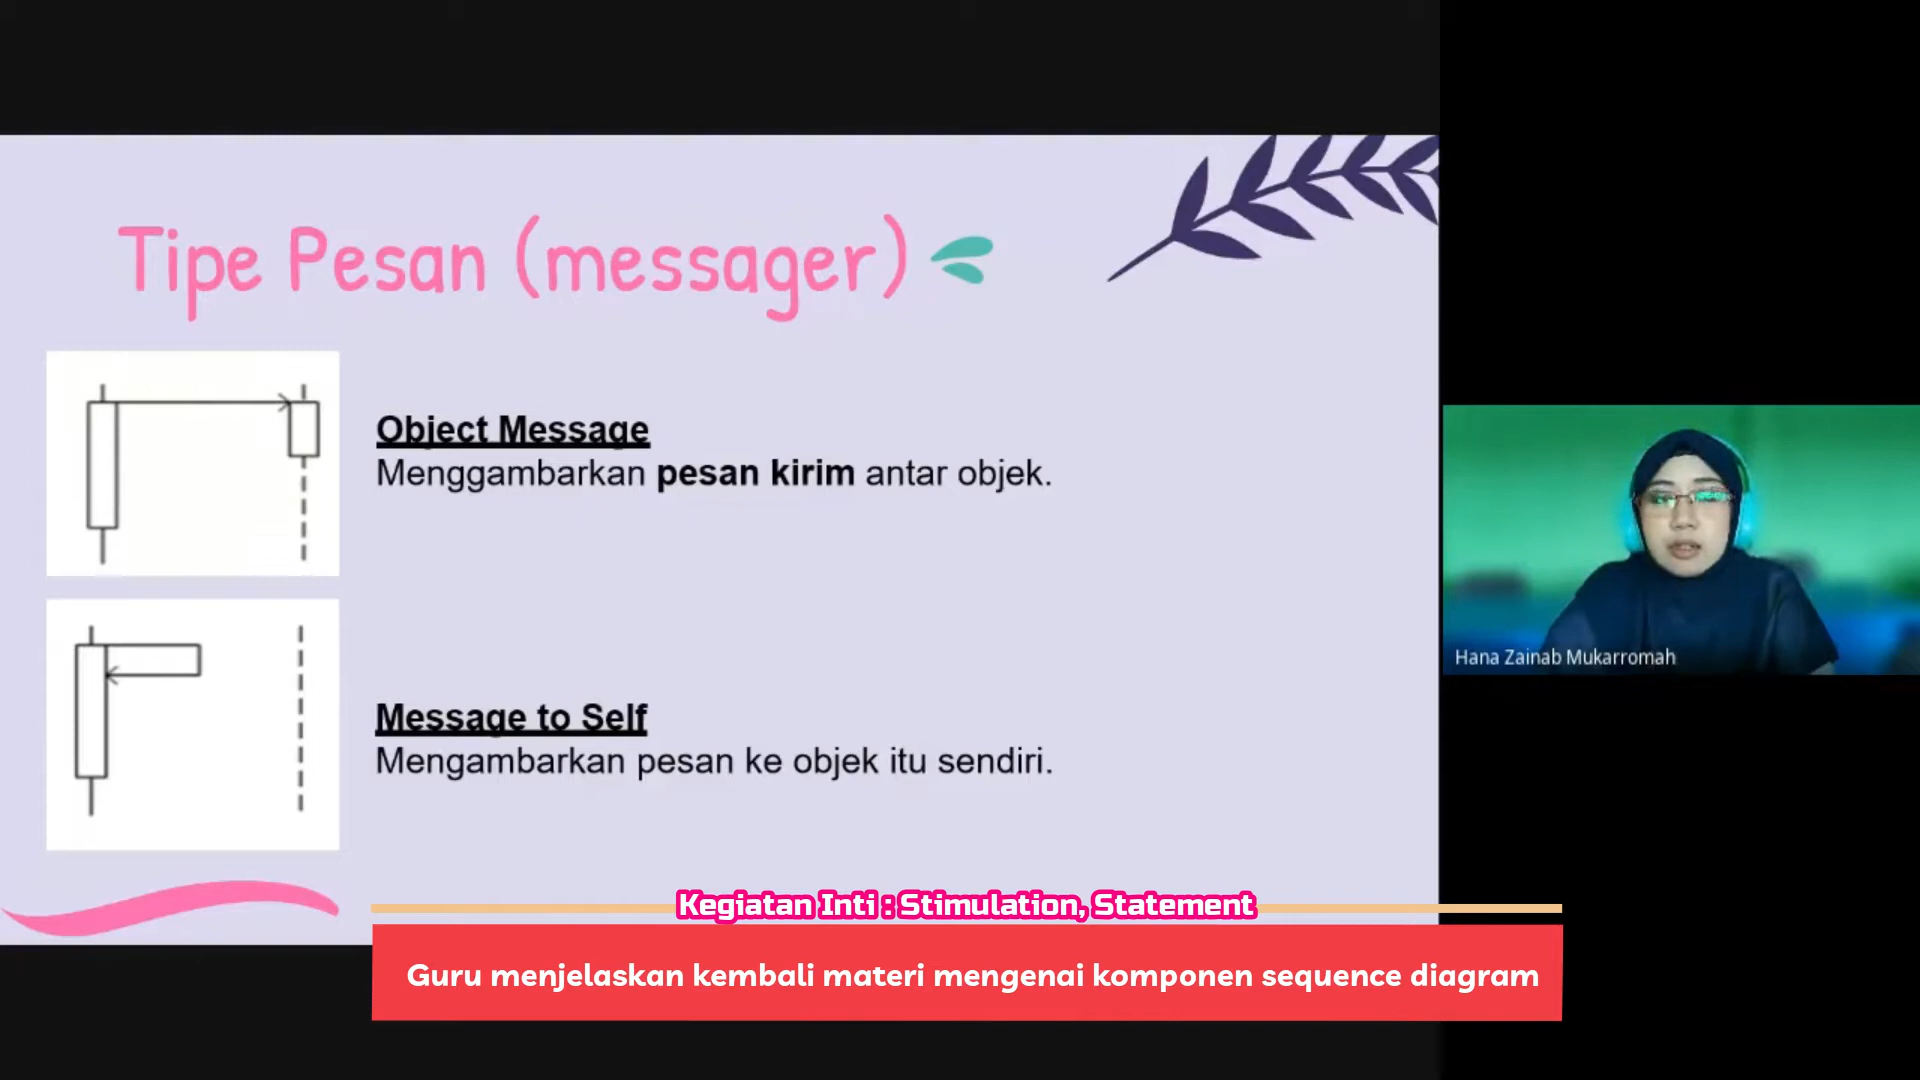 Tipe Pesan (messager)
Object Message
Menggambarkan pesan kirim antar objek.
Message to Self
Mengambarkan pesan ke objek itu sendiri.
Hana Zainab Mukarromah
Kegiatan Inti : Stimulation, Statement
Guru menjelaskan kembali materi mengenai komponen sequence diagram